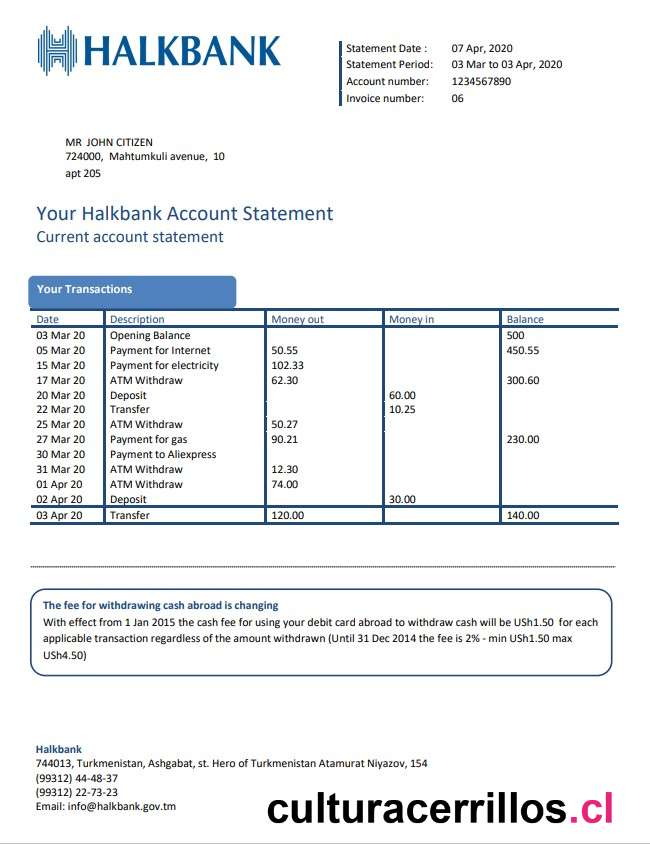 HALKBANK
Statement Date : 07 Apr, 2020
Statement Period: 03 Mar to 03 Apr, 2020
Account number: 1234567890
Invoice number: 06
MR JOHN CITIZEN
724000, Mahtumkuli avenue, 10
apt 205
Your Halkbank Account Statement
Current account statement
Your Transactions
Date Description Money out Money in Balance
03 Mar 20 Opening Balance 500
05 Mar 20 Payment for Internet 50.55 450.55
15 Mar 20 Payment for electricity 102.33
17 Mar 20 ATM Withdraw 62.30 300.60
20 Mar 20 Deposit 60.00
22 Mar 20 Transfer 10.25
25 Mar 20 ATM Withdraw 50.27
27 Mar 20 Payment for gas 90.21 230.00
30 Mar 20 Payment to Aliexpress
31 Mar 20 ATM Withdraw 12.30
01 Apr 20 ATM Withdraw 74.00
02 Apr 20 Deposit 30.00
03 Apr 20 Transfer 120.00 140.00
The fee for withdrawing cash abroad is changing
With effect from 1 Jan 2015 the cash fee for using your debit card abroad to withdraw cash will be USh1.50 for each
applicable transaction regardless of the amount withdrawn (Until 31 Dec 2014 the fee is 2% - min USh1.50 max
USh4.50)
Halkbank
744013, Turkmenistan, Ashgabat, st. Hero of Turkmenistan Atamurat Niyazov, 154
(99312) 44-48-37
(99312) 22-73-23
Email: info@halkbank.gov.tm
culturacerrillos.cl